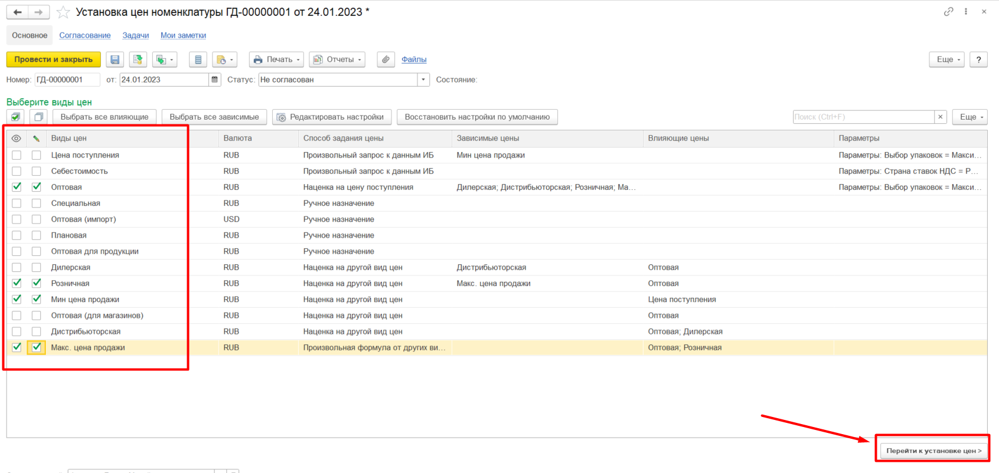 Установка цен номенклатуры ГД-00000001 от 24.01.2023 *
Основное Согласование Задачи Мои заметки
Провести и закрыть Печать Отчеты Файлы Еще ?
Номер: ГД-00000001 от: 24.01.2023 Статус: Не согласован Состояние:
Выберите виды цен
Выбрать все влияющие Выбрать все зависимые Редактировать настройки Восстановить настройки по умолчанию Поиск (Ctrl+F) × Еще
Виды цен Валюта Способ задания цены Зависимые цены Влияющие цены Параметры
Цена поступления RUB Произвольный запрос к данным ИБ Мин цена продажи Параметры: Выбор упаковок = Макси...
Себестоимость RUB Произвольный запрос к данным ИБ Параметры: Страна ставок НДС = Р...
Оптовая RUB Наценка на цену поступления Дилерская; Дистрибьюторская; Розничная; Ма... Параметры: Выбор упаковок = Макси...
Специальная RUB Ручное назначение
Оптовая (импорт) USD Ручное назначение
Плановая RUB Ручное назначение
Оптовая для продукции RUB Ручное назначение
Дилерская RUB Наценка на другой вид цен Дистрибьюторская Оптовая
Розничная RUB Наценка на другой вид цен Макс. цена продажи Оптовая
Мин цена продажи RUB Наценка на другой вид цен Цена поступления
Оптовая (для магазинов) RUB Наценка на другой вид цен Оптовая
Дистрибьюторская RUB Наценка на другой вид цен Оптовая; Дилерская
Макс. цена продажи RUB Произвольная формула от других ви... Оптовая; Розничная
Перейти к установке цен >